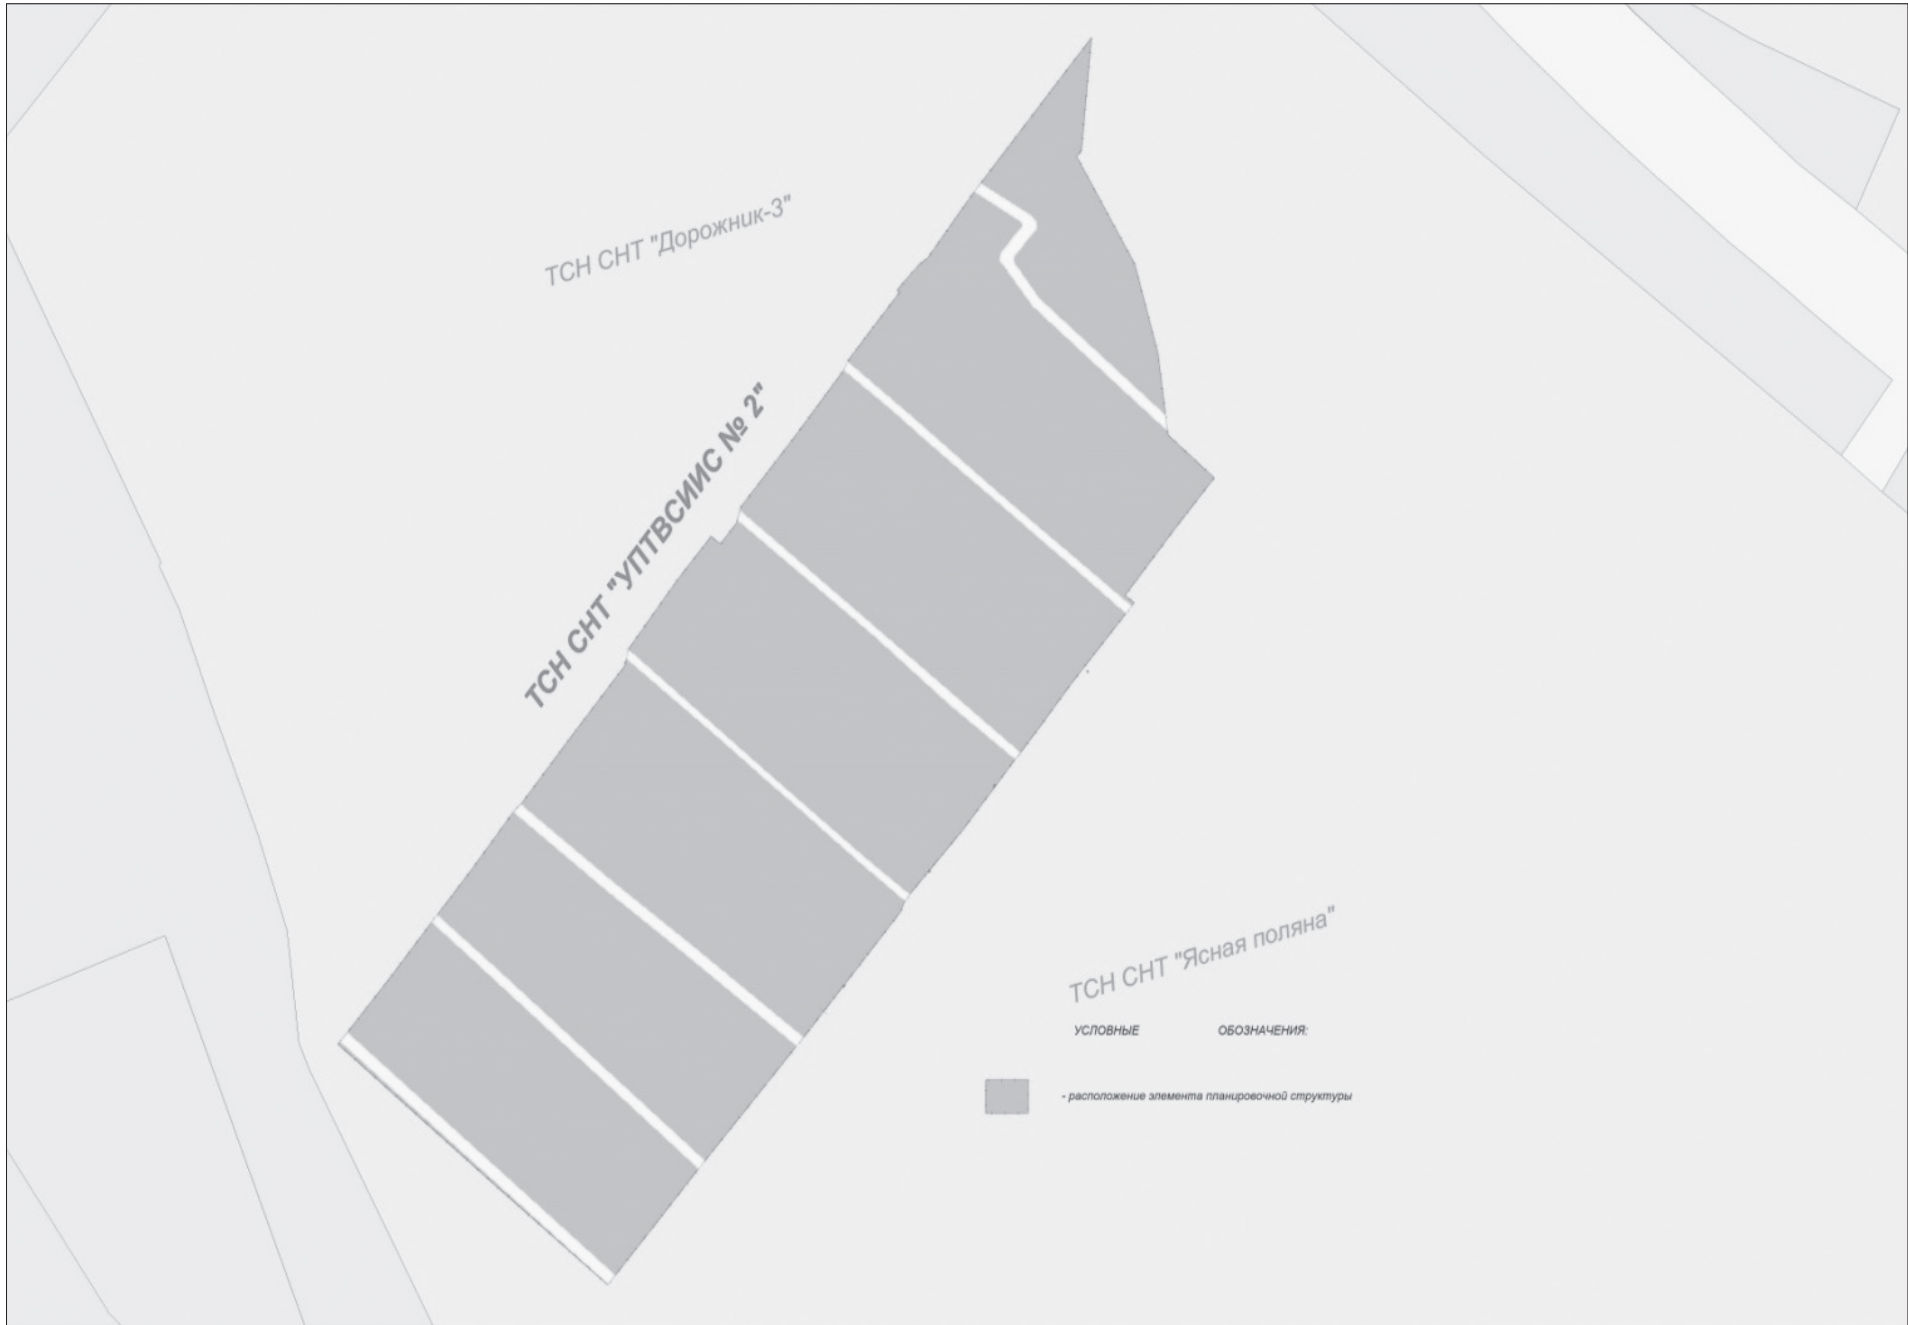 ТСН СНТ "Дорожник-3"
ТСН СНТ "УПТВСИИС № 2"
ТСН СНТ "Ясная поляна"
УСЛОВНЫЕ ОБОЗНАЧЕНИЯ:
- расположение элемента планировочной структуры